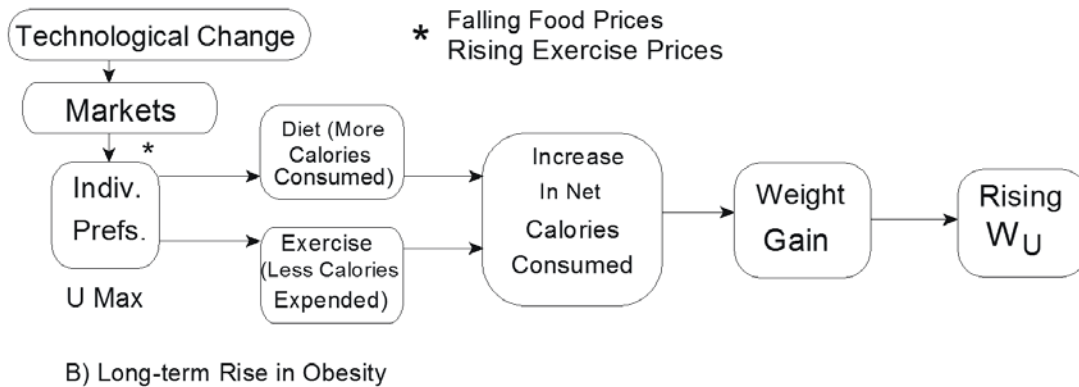 Technological Change
* Falling Food Prices
Rising Exercise Prices
Markets
*
Indiv.
Prefs.
U Max
Diet (More
Calories
Consumed)
Exercise
(Less Calories
Expended)
Increase
In Net
Calories
Consumed
Weight
Gain
Rising
W_U
B) Long-term Rise in Obesity